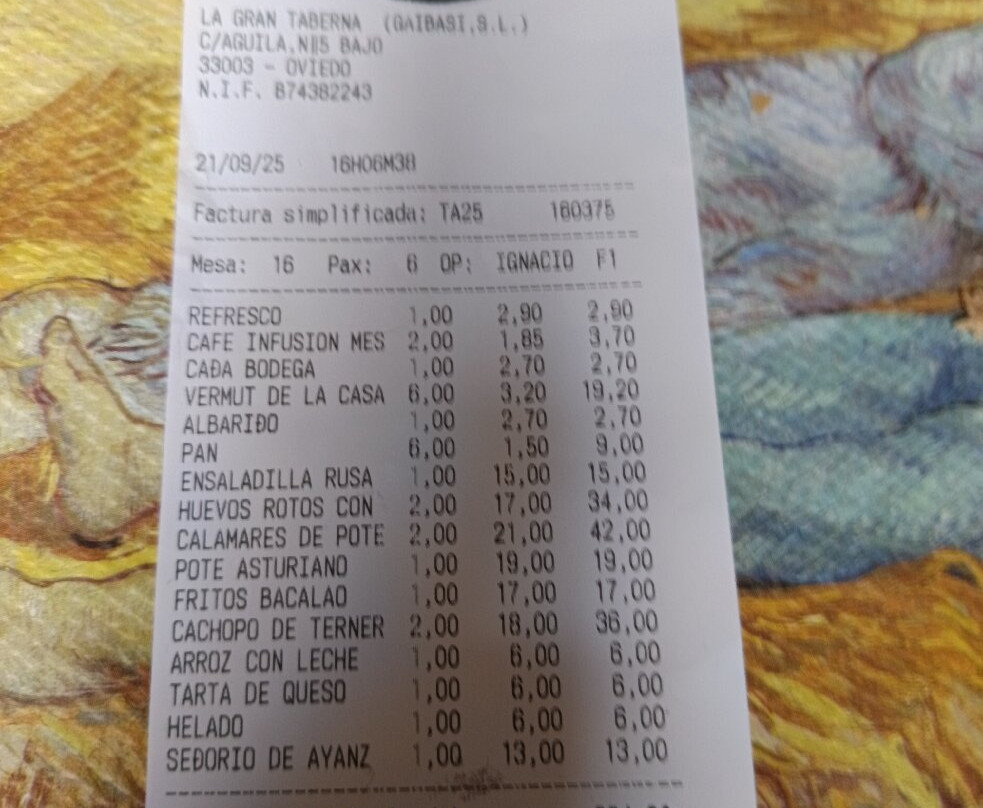 LA GRAN TABERNA (GAIBASI,S.L.)
C/AGUILA,Nº5 BAJO
33003 - OVIEDO
N.I.F. B74382243
21/09/25 16H06M38
Factura simplificada: TA25 160375
Mesa: 16 Pax: 6 OP: IGNACIO F1
REFRESCO 1,00 2,90 2,90
CAFE INFUSION MES 2,00 1,85 3,70
CAÐA BODEGA 1,00 2,70 2,70
VERMUT DE LA CASA 6,00 3,20 19,20
ALBARIÐO 1,00 2,70 2,70
PAN 6,00 1,50 9,00
ENSALADILLA RUSA 1,00 15,00 15,00
HUEVOS ROTOS CON 2,00 17,00 34,00
CALAMARES DE POTE 2,00 21,00 42,00
POTE ASTURIANO 1,00 19,00 19,00
FRITOS BACALAO 1,00 17,00 17,00
CACHOPO DE TERNER 2,00 18,00 36,00
ARROZ CON LECHE 1,00 6,00 6,00
TARTA DE QUESO 1,00 6,00 6,00
HELADO 1,00 6,00 6,00
SEÐORIO DE AYANZ 1,00 13,00 13,00